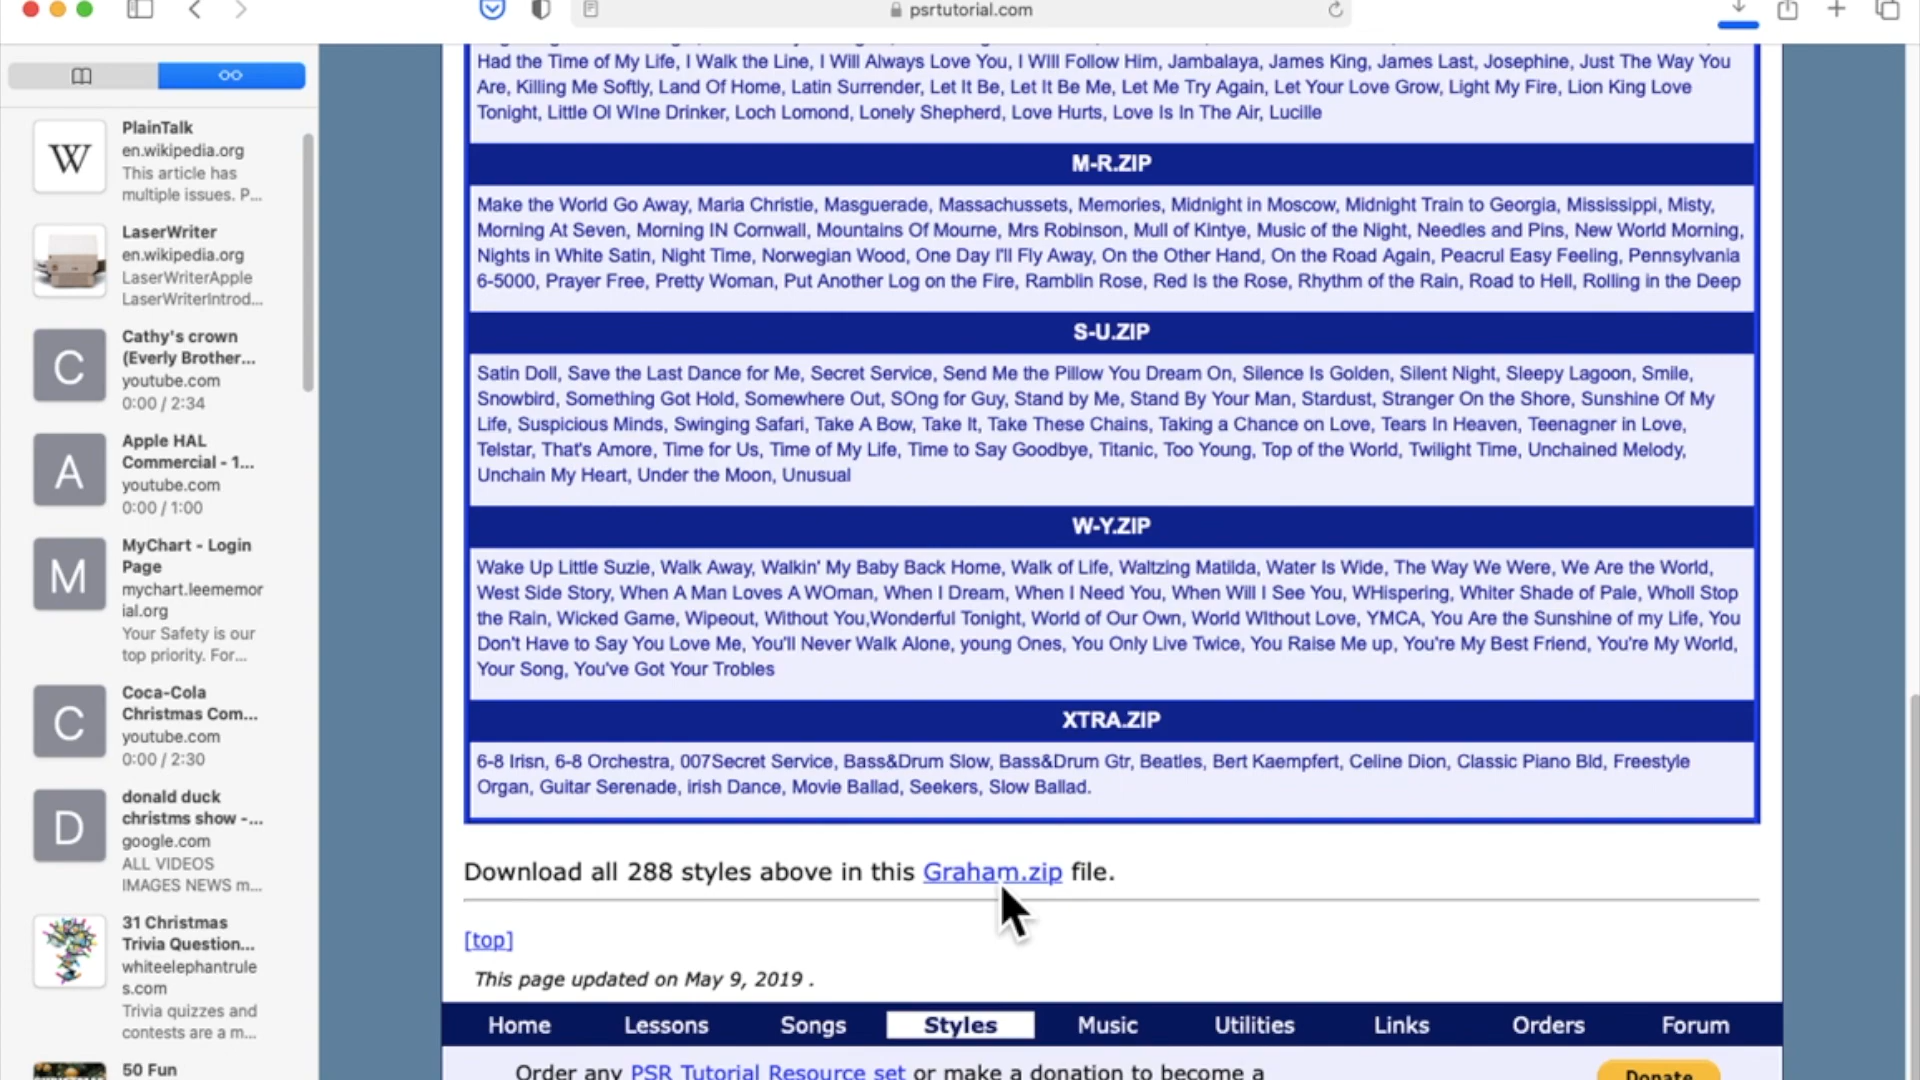 psrtutorial.com
PlainTalk
en.wikipedia.org
This article has
multiple issues. P...
LaserWriter
en.wikipedia.org
LaserWriterApple
LaserWriterIntrod...
C
Cathy's crown
(Everly Brother...
youtube.com
0:00 / 2:34
A
Apple HAL
Commercial - 1...
youtube.com
0:00 / 1:00
M
MyChart - Login
Page
mychart.leememor
ial.org
Your Safety is our
top priority. For...
C
Coca-Cola
Christmas Com...
youtube.com
0:00 / 2:30
D
donald duck
christms show -...
google.com
ALL VIDEOS
IMAGES NEWS m...
31 Christmas
Trivia Question...
whiteelephantrule
s.com
Trivia quizzes and
contests are a m...
50 Fun
Had the Time of My Life, I Walk the Line, I Will Always Love You, I WIll Follow Him, Jambalaya, James King, James Last, Josephine, Just The Way You
Are, Killing Me Softly, Land Of Home, Latin Surrender, Let It Be, Let It Be Me, Let Me Try Again, Let Your Love Grow, Light My Fire, Lion King Love
Tonight, Little Ol WIne Drinker, Loch Lomond, Lonely Shepherd, Love Hurts, Love Is In The Air, Lucille
M-R.ZIP
Make the World Go Away, Maria Christie, Masguerade, Massachussets, Memories, Midnight in Moscow, Midnight Train to Georgia, Mississippi, Misty,
Morning At Seven, Morning IN Cornwall, Mountains Of Mourne, Mrs Robinson, Mull of Kintye, Music of the Night, Needles and Pins, New World Morning,
Nights in White Satin, Night Time, Norwegian Wood, One Day I'll Fly Away, On the Other Hand, On the Road Again, Peacrul Easy Feeling, Pennsylvania
6-5000, Prayer Free, Pretty Woman, Put Another Log on the Fire, Ramblin Rose, Red Is the Rose, Rhythm of the Rain, Road to Hell, Rolling in the Deep
S-U.ZIP
Satin Doll, Save the Last Dance for Me, Secret Service, Send Me the Pillow You Dream On, Silence Is Golden, Silent Night, Sleepy Lagoon, Smile,
Snowbird, Something Got Hold, Somewhere Out, SOng for Guy, Stand by Me, Stand By Your Man, Stardust, Stranger On the Shore, Sunshine Of My
Life, Suspicious Minds, Swinging Safari, Take A Bow, Take It, Take These Chains, Taking a Chance on Love, Tears In Heaven, Teenagner in Love,
Telstar, That's Amore, Time for Us, Time of My Life, Time to Say Goodbye, Titanic, Too Young, Top of the World, Twilight Time, Unchained Melody,
Unchain My Heart, Under the Moon, Unusual
W-Y.ZIP
Wake Up Little Suzie, Walk Away, Walkin' My Baby Back Home, Walk of Life, Waltzing Matilda, Water Is Wide, The Way We Were, We Are the World,
West Side Story, When A Man Loves A WOman, When I Dream, When I Need You, When Will I See You, WHispering, Whiter Shade of Pale, Wholl Stop
the Rain, Wicked Game, Wipeout, Without You,Wonderful Tonight, World of Our Own, World WIthout Love, YMCA, You Are the Sunshine of my Life, You
Don't Have to Say You Love Me, You'll Never Walk Alone, young Ones, You Only Live Twice, You Raise Me up, You're My Best Friend, You're My World,
Your Song, You've Got Your Trobles
XTRA.ZIP
6-8 Irisn, 6-8 Orchestra, 007Secret Service, Bass&Drum Slow, Bass&Drum Gtr, Beatles, Bert Kaempfert, Celine Dion, Classic Piano Bld, Freestyle
Organ, Guitar Serenade, irish Dance, Movie Ballad, Seekers, Slow Ballad.
Download all 288 styles above in this Graham.zip file.
[top]
This page updated on May 9, 2019 .
Home Lessons Songs Styles Music Utilities Links Orders Forum
Order any PSR Tutorial Resource set or make a donation to become a
Donate